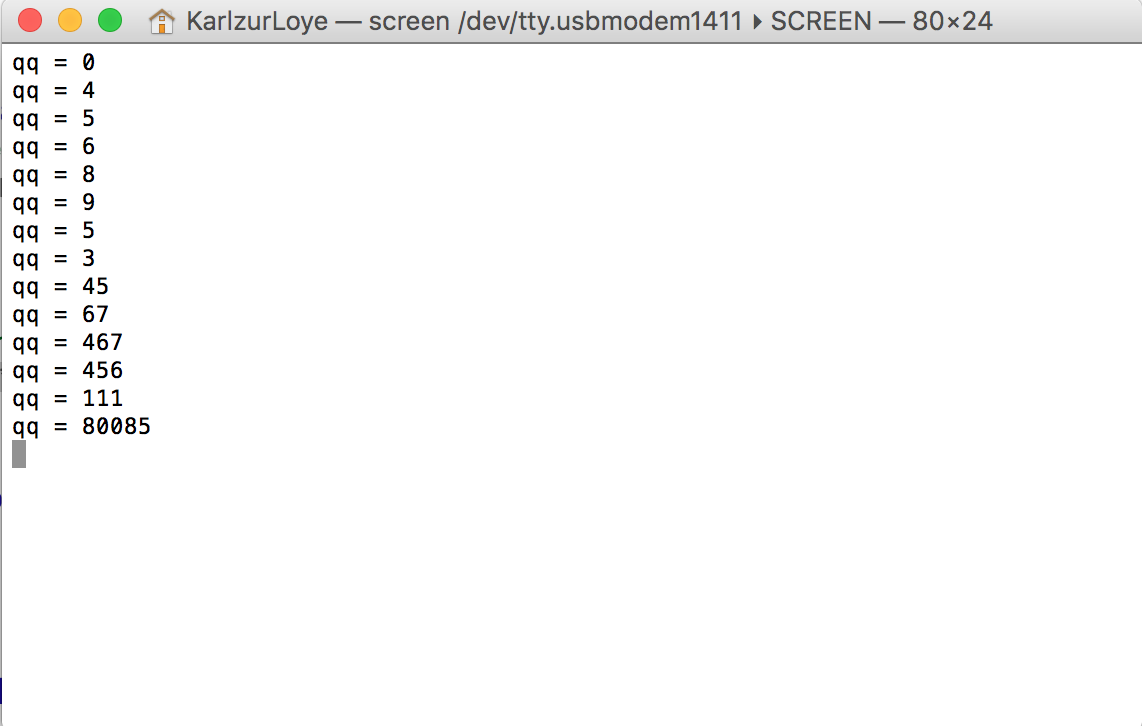 KarlzurLoye — screen /dev/tty.usbmodem1411 ▸ SCREEN — 80×24
qq = 0
qq = 4
qq = 5
qq = 6
qq = 8
qq = 9
qq = 5
qq = 3
qq = 45
qq = 67
qq = 467
qq = 456
qq = 111
qq = 80085